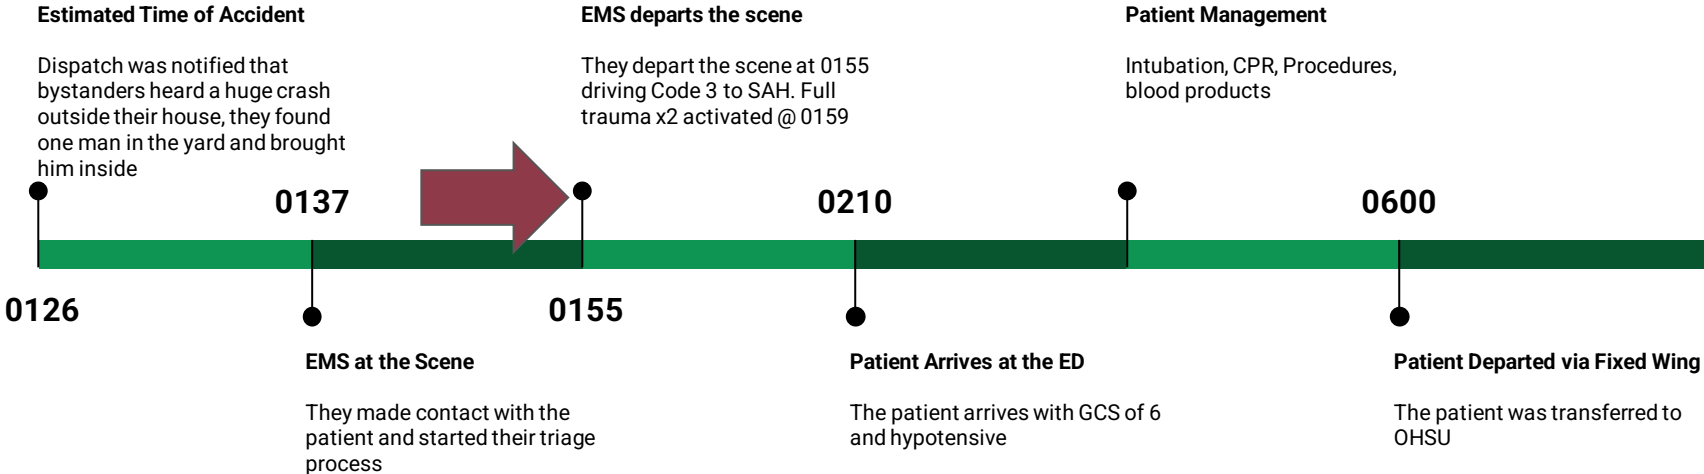 Estimated Time of Accident
Dispatch was notified that
bystanders heard a huge crash
outside their house, they found
one man in the yard and brought
him inside
0126
0137
EMS at the Scene
They made contact with the
patient and started their triage
process
EMS departs the scene
They depart the scene at 0155
driving Code 3 to SAH. Full
trauma x2 activated @ 0159
0155
0210
Patient Arrives at the ED
The patient arrives with GCS of 6
and hypotensive
Patient Management
Intubation, CPR, Procedures,
blood products
0600
Patient Departed via Fixed Wing
The patient was transferred to
OHSU